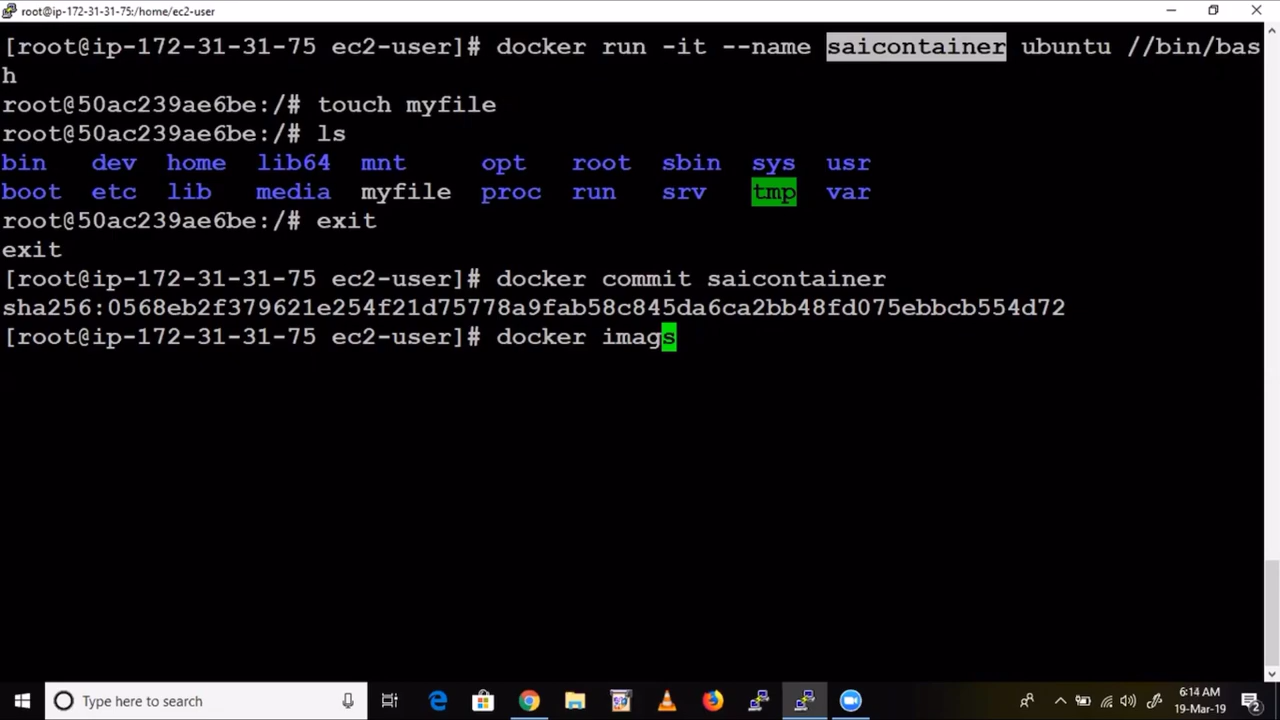 root@ip-172-31-31-75:/home/ec2-user
[root@ip-172-31-31-75 ec2-user]# docker run -it --name saicontainer ubuntu //bin/bas
h
root@50ac239ae6be:/# touch myfile
root@50ac239ae6be:/# ls
bin dev home lib64 mnt opt root sbin sys usr
boot etc lib media myfile proc run srv tmp var
root@50ac239ae6be:/# exit
exit
[root@ip-172-31-31-75 ec2-user]# docker commit saicontainer
sha256:0568eb2f379621e254f21d75778a9fab58c845da6ca2bb48fd075ebbcb554d72
[root@ip-172-31-31-75 ec2-user]# docker imags
Type here to search
6:14 AM
19-Mar-19
2